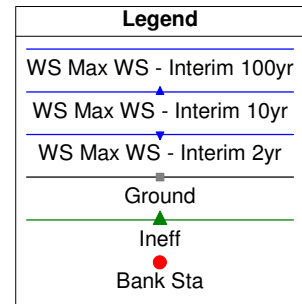 Legend
WS Max WS - Interim 100yr
WS Max WS - Interim 10yr
WS Max WS - Interim 2yr
Ground
Ineff
Bank Sta